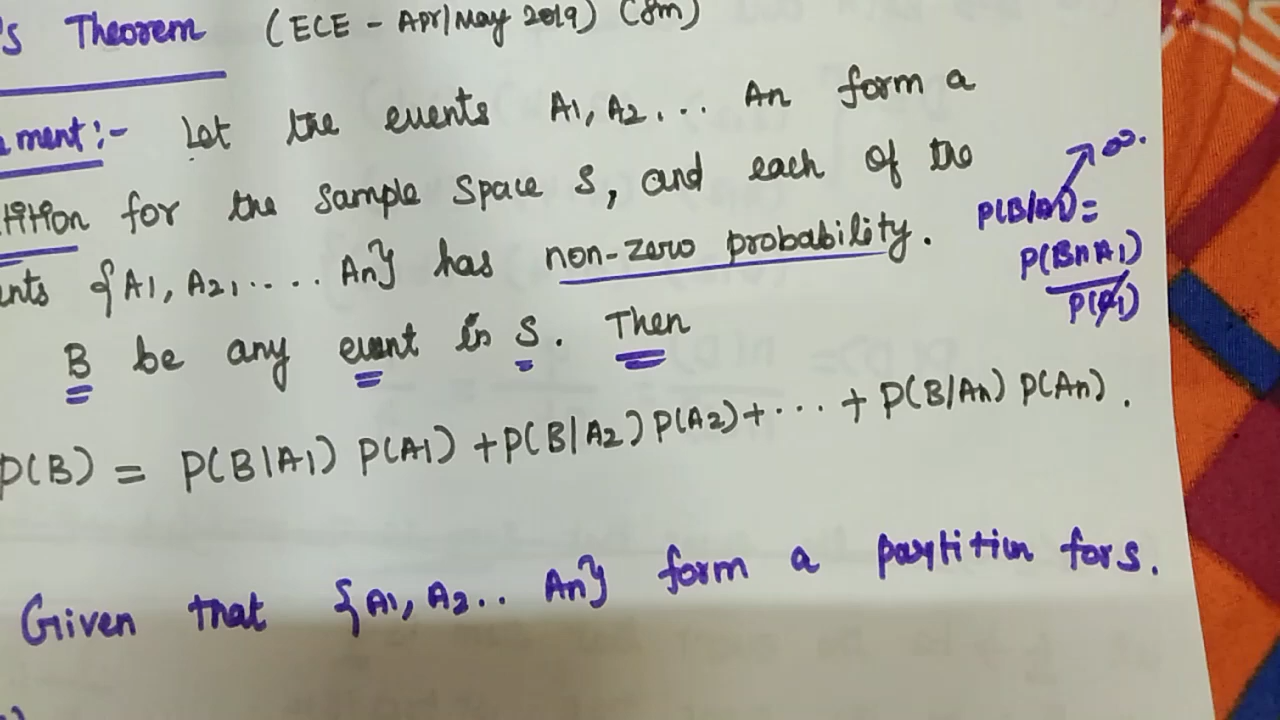 's Theorem (ECE - Apr/May 2019) (8m)
ment:- Let the events A1, A2... An form a
tition for the sample space S, and each of the
ents {A1, A2,..... An} has non-zero probability.
B be any event in S. Then
P(B) = P(B|A1) P(A1) + P(B|A2) P(A2)+ ... + P(B|An) P(An).
Given that {A1, A2.. An} form a partition for s.
P(B/A1)=
∞.
P(B∩A1)
P(A1)